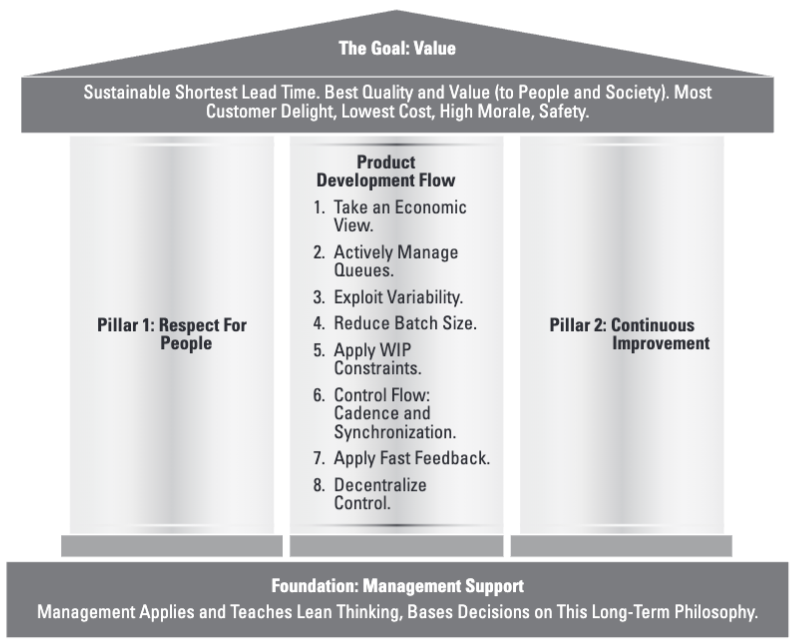 The Goal: Value
Sustainable Shortest Lead Time. Best Quality and Value (to People and Society). Most
Customer Delight, Lowest Cost, High Morale, Safety.
Pillar 1: Respect For
People
Product
Development Flow
1. Take an Economic
View.
2. Actively Manage
Queues.
3. Exploit Variability.
4. Reduce Batch Size.
5. Apply WIP
Constraints.
6. Control Flow:
Cadence and
Synchronization.
7. Apply Fast Feedback.
8. Decentralize
Control.
Pillar 2: Continuous
Improvement
Foundation: Management Support
Management Applies and Teaches Lean Thinking, Bases Decisions on This Long-Term Philosophy.